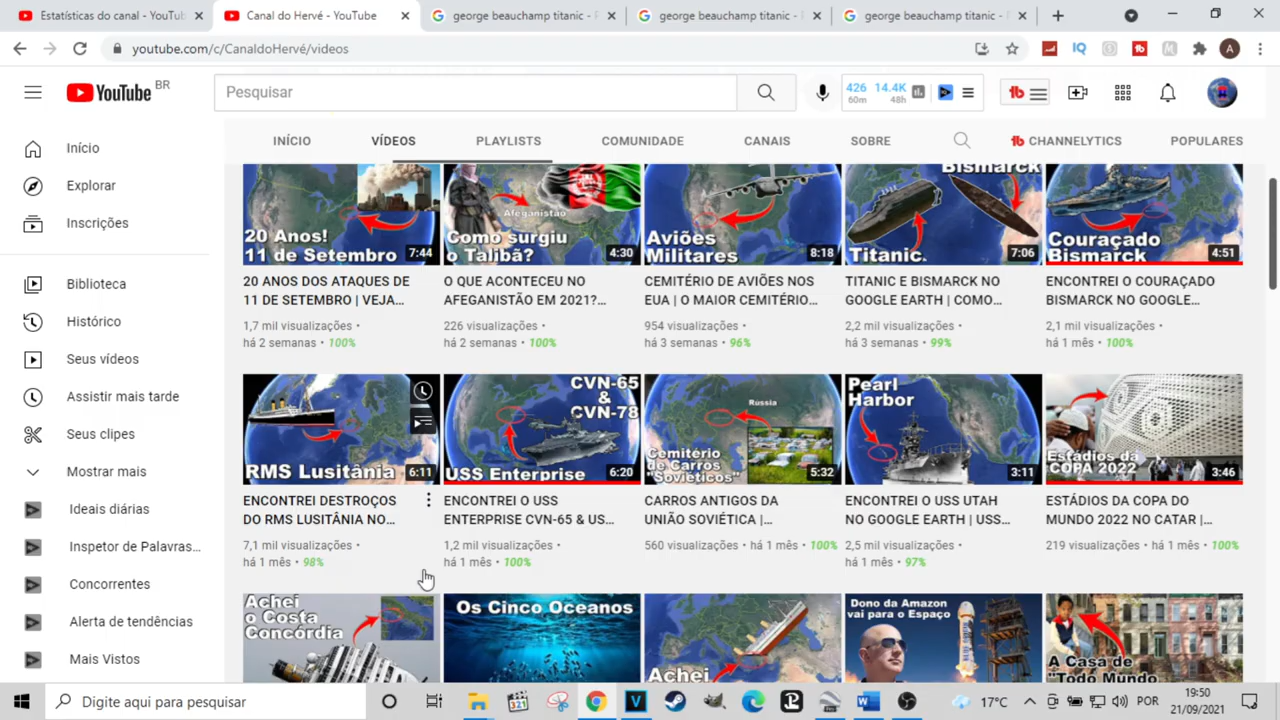 Estatísticas do canal - YouTub
Canal do Hervé - YouTube
george beauchamp titanic - P
george beauchamp titanic -
george beauchamp titanic -
youtube.com/c/CanaldoHervé/videos
YouTube BR
Pesquisar
426 14.4K
60m 48h
IQ
tb
A
INÍCIO
VÍDEOS
PLAYLISTS
COMUNIDADE
CANAIS
SOBRE
tb CHANNELYTICS
POPULARES
Início
Explorar
Inscrições
Biblioteca
Histórico
Seus vídeos
Assistir mais tarde
Seus clipes
Mostrar mais
Ideais diárias
Inspetor de Palavras...
Concorrentes
Alerta de tendências
Mais Vistos
20 Anos!
11 de Setembro
7:44
20 ANOS DOS ATAQUES DE
11 DE SETEMBRO | VEJA...
1,7 mil visualizações •
há 2 semanas • 100%
Afeganistão
Como surgiu
o Talibã?
4:30
O QUE ACONTECEU NO
AFEGANISTÃO EM 2021?...
226 visualizações •
há 2 semanas • 100%
Aviões
Militares
8:18
CEMITÉRIO DE AVIÕES NOS
EUA | O MAIOR CEMITÉRIO...
954 visualizações •
há 3 semanas • 96%
Bismarck
Titanic.
7:06
TITANIC E BISMARCK NO
GOOGLE EARTH | COMO...
2,2 mil visualizações •
há 3 semanas • 99%
Couraçado
Bismarck
4:51
ENCONTREI O COURAÇADO
BISMARCK NO GOOGLE...
2,1 mil visualizações •
há 1 mês • 100%
RMS Lusitânia
6:11
ENCONTREI DESTROÇOS
DO RMS LUSITÂNIA NO...
7,1 mil visualizações •
há 1 mês • 98%
CVN-65
&
CVN-78
USS Enterprise
6:20
ENCONTREI O USS
ENTERPRISE CVN-65 & US...
1,2 mil visualizações •
há 1 mês • 100%
Rússia
Cemitério
de Carros
"Soviéticos"
5:32
CARROS ANTIGOS DA
UNIÃO SOVIÉTICA |...
560 visualizações • há 1 mês • 100%
Pearl
Harbor
3:11
ENCONTREI O USS UTAH
NO GOOGLE EARTH | USS...
2,5 mil visualizações •
há 1 mês • 97%
Estádios da
COPA 2022
3:46
ESTÁDIOS DA COPA DO
MUNDO 2022 NO CATAR |...
219 visualizações • há 1 mês • 100%
Achei
o Costa
Concórdia
Os Cinco Oceanos
Achei
Dono da Amazon
vai para o Espaço
A Casa de
"Todo Mundo
Digite aqui para pesquisar
17°C
POR
19:50
21/09/2021